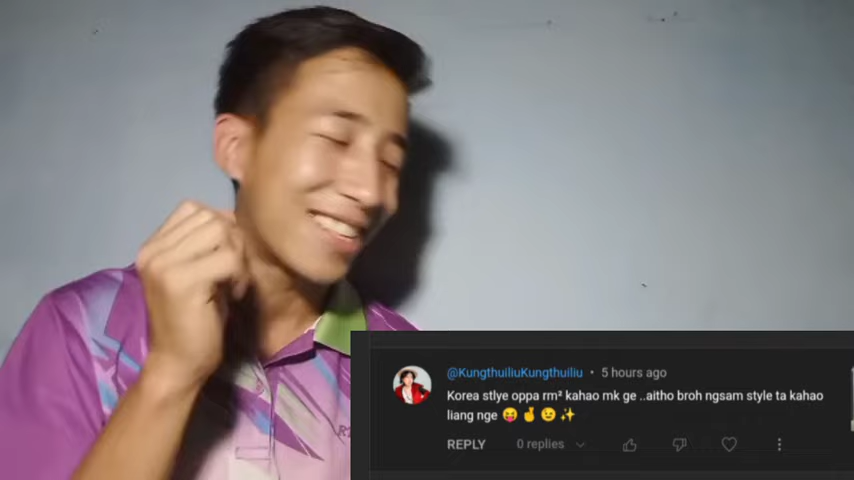 @KungthuiliuKungthuiliu • 5 hours ago
Korea stlye oppa rm² kahao mk ge ..aitho broh ngsam style ta kahao
liang nge 😝🤞😉✨
REPLY 0 replies